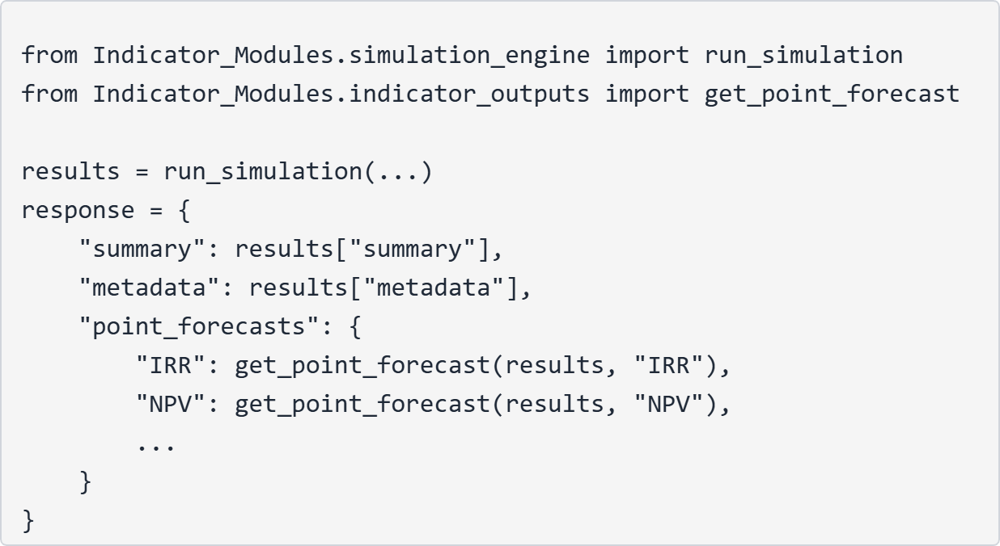 from Indicator_Modules.simulation_engine import run_simulation
from Indicator_Modules.indicator_outputs import get_point_forecast

results = run_simulation(...)
response = {
    "summary": results["summary"],
    "metadata": results["metadata"],
    "point_forecasts": {
        "IRR": get_point_forecast(results, "IRR"),
        "NPV": get_point_forecast(results, "NPV"),
        ...
    }
}